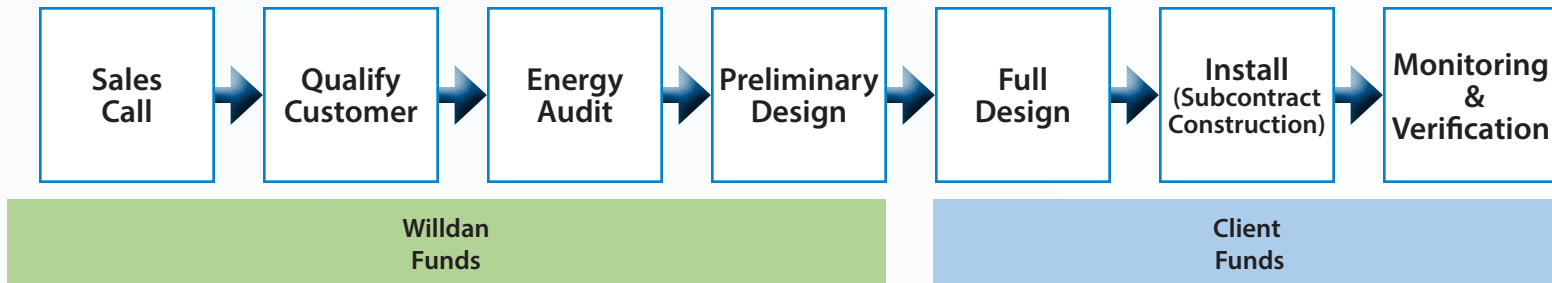 Sales
Call
Qualify
Customer
Energy
Audit
Preliminary
Design
Full
Design
Install
(Subcontract
Construction)
Monitoring
&
Verification
Willdan
Funds
Client
Funds